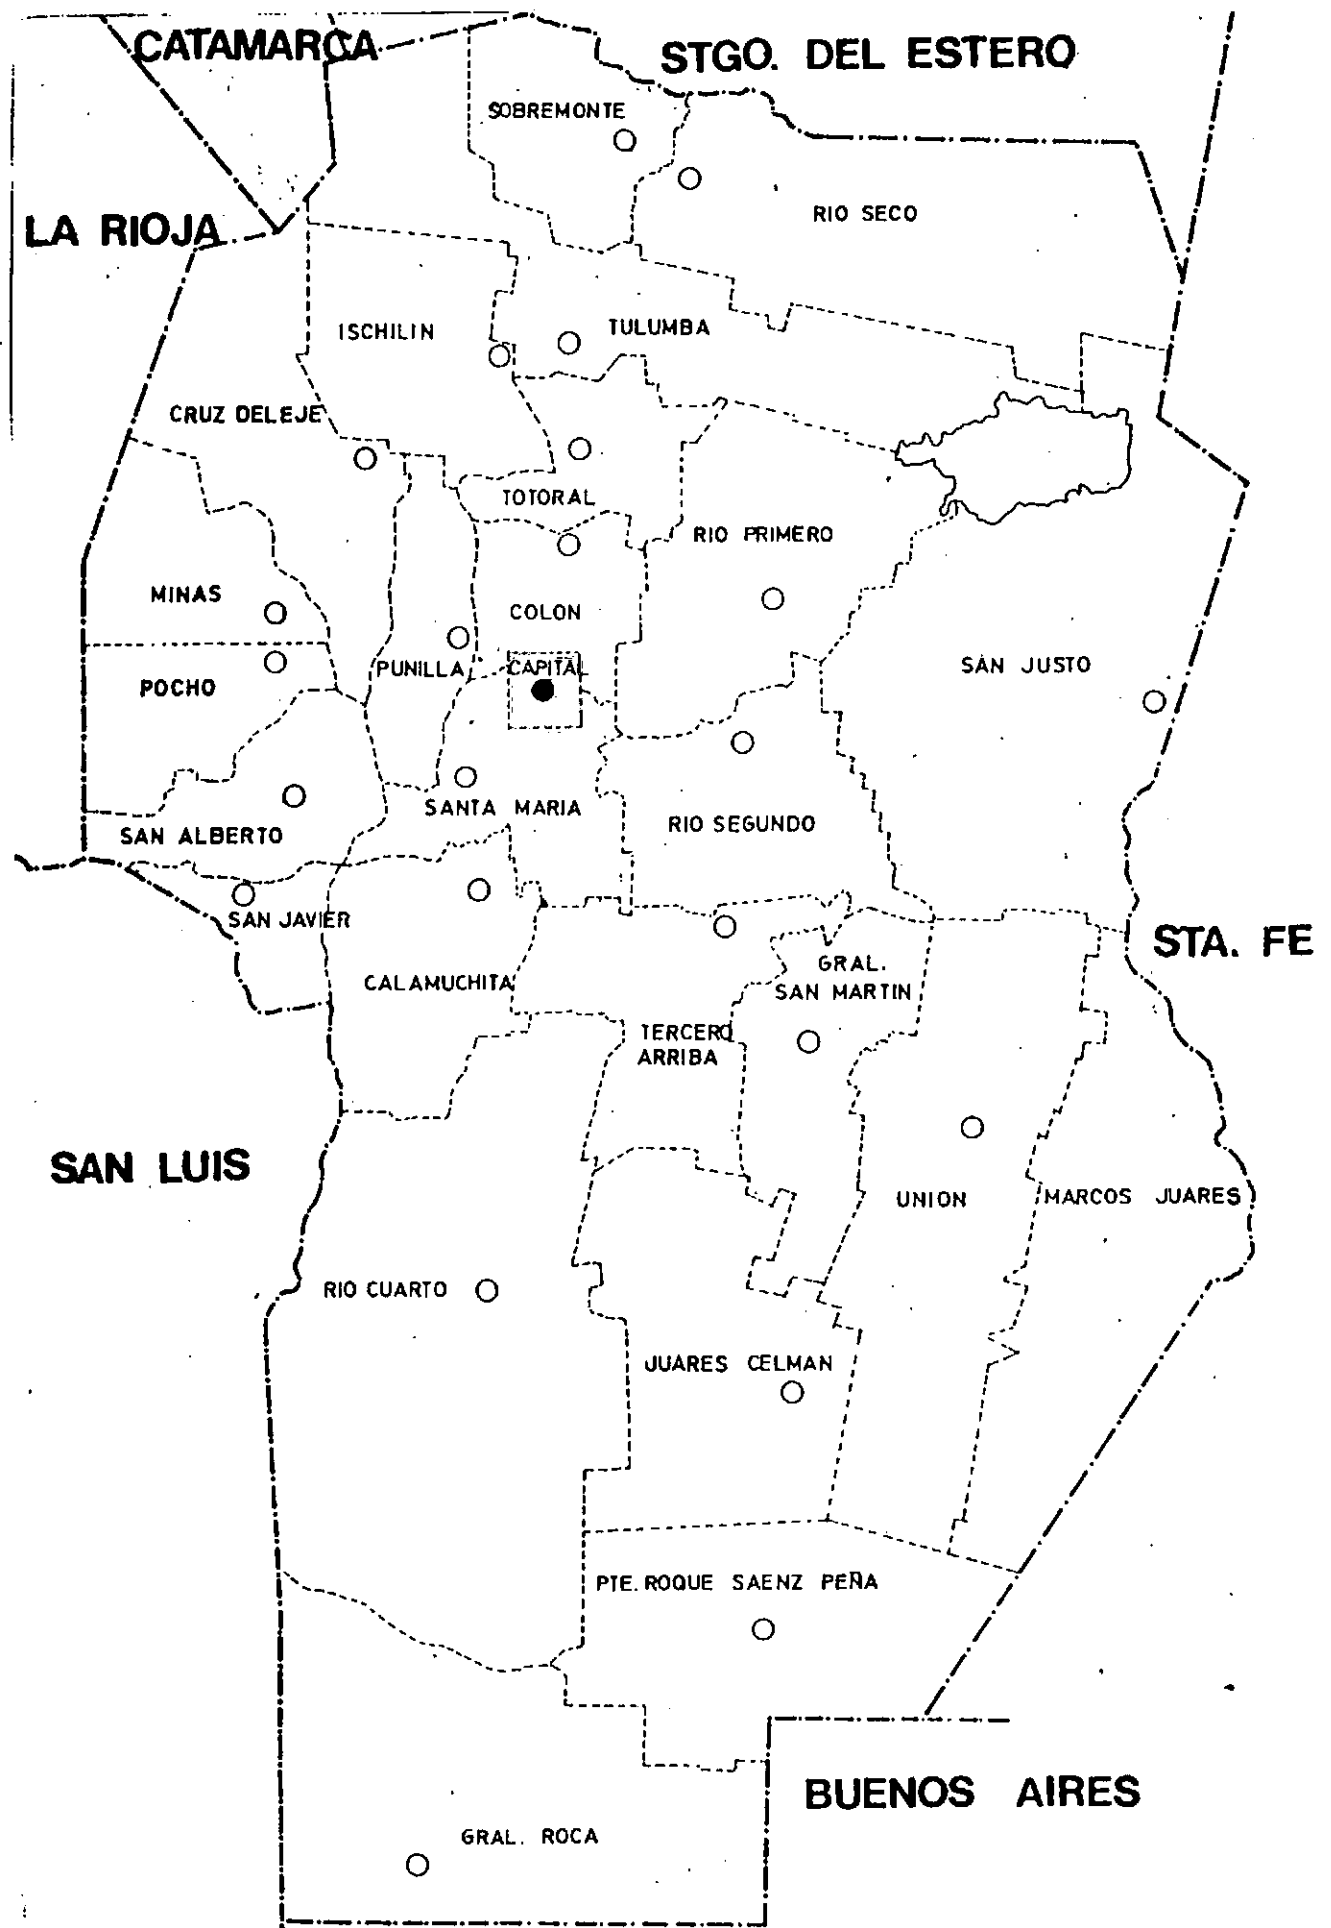 CATAMARCA
STGO. DEL ESTERO
SOBREMONTE
RIO SECO
LA RIOJA
ISCHILIN
TULUMBA
CRUZ DELEJE
TOTORAL
RIO PRIMERO
MINAS
COLON
PUNILLA
CAPITAL
SAN JUSTO
POCHO
SANTA MARIA
RIO SEGUNDO
SAN ALBERTO
SAN JAVIER
STA. FE
CALAMUCHITA
GRAL.
SAN MARTIN
TERCERO
ARRIBA
SAN LUIS
UNION
MARCOS JUARES
RIO CUARTO
JUARES CELMAN
PTE. ROQUE SAENZ PEÑA
BUENOS AIRES
GRAL. ROCA